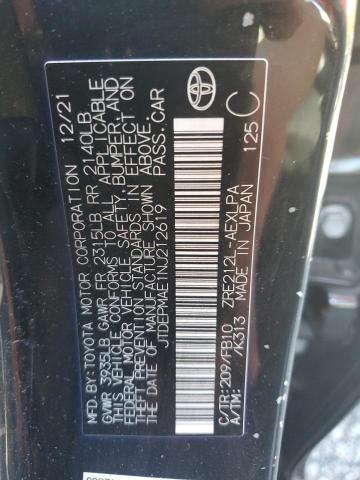 MFD. BY: TOYOTA MOTOR CORPORATION 12/21
GVWR 3935LB GAWR FR 2315LB RR 2140LB
THIS VEHICLE CONFORMS TO ALL APPLICABLE
FEDERAL MOTOR VEHICLE SAFETY, BUMPER, AND
THEFT PREVENTION STANDARDS IN EFFECT ON
THE DATE OF MANUFACTURE SHOWN ABOVE.
JTDEPMAE1NJ212619 PASS. CAR
C/TR: 209/FB10 ZRE212L-AEXLPA
A/TM: /K313 MADE IN JAPAN 125 C